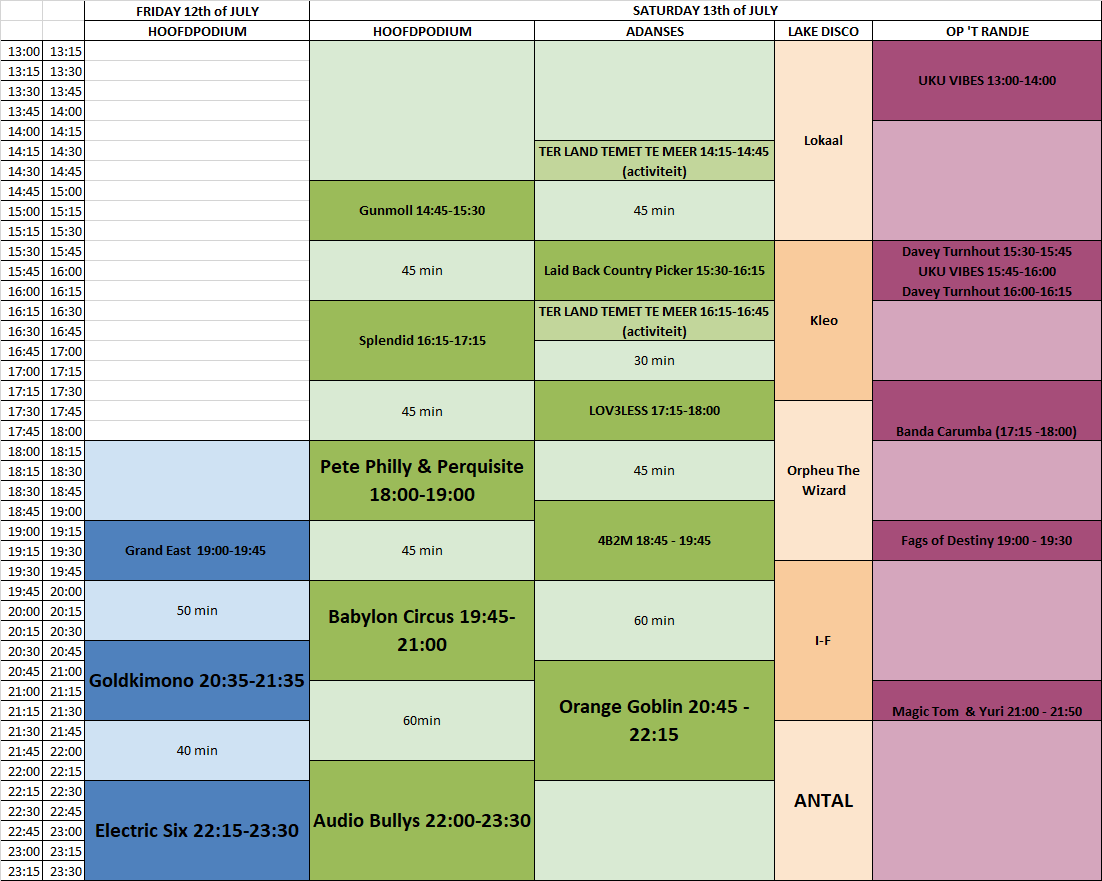 FRIDAY 12th of JULY SATURDAY 13th of JULY
HOOFDPODIUM HOOFDPODIUM ADANSES LAKE DISCO OP 'T RANDJE
13:00 13:15
13:15 13:30
UKU VIBES 13:00-14:00
13:30 13:45
13:45 14:00
14:00 14:15
Lokaal
14:15 14:30 TER LAND TEMET TE MEER 14:15-14:45
14:30 14:45 (activiteit)
14:45 15:00
15:00 15:15 Gunmoll 14:45-15:30 45 min
15:15 15:30
15:30 15:45 Davey Turnhout 15:30-15:45
15:45 16:00 45 min Laid Back Country Picker 15:30-16:15 UKU VIBES 15:45-16:00
16:00 16:15 Davey Turnhout 16:00-16:15
16:15 16:30 TER LAND TEMET TE MEER 16:15-16:45
Kleo
16:30 16:45 (activiteit)
Splendid 16:15-17:15
16:45 17:00
30 min
17:00 17:15
17:15 17:30
17:30 17:45 45 min LOV3LESS 17:15-18:00
17:45 18:00 Banda Carumba (17:15 -18:00)
18:00 18:15
Pete Philly & Perquisite
18:15 18:30 45 min Orpheu The
18:30 18:45 18:00-19:00 Wizard
18:45 19:00
19:00 19:15
4B2M 18:45 - 19:45 Fags of Destiny 19:00 - 19:30
19:15 19:30 Grand East 19:00-19:45 45 min
19:30 19:45
19:45 20:00
Babylon Circus 19:45-
20:00 20:15 50 min 60 min
20:15 20:30 21:00
20:30 20:45 I-F
20:45 21:00
Goldkimono 20:35-21:35
21:00 21:15
Orange Goblin 20:45 -
21:15 21:30 60min Magic Tom & Yuri 21:00 - 21:50
21:30 21:45 22:15
21:45 22:00 40 min
22:00 22:15
22:15 22:30
ANTAL
22:30 22:45
Electric Six 22:15-23:30 Audio Bullys 22:00-23:30
22:45 23:00
23:00 23:15
23:15 23:30